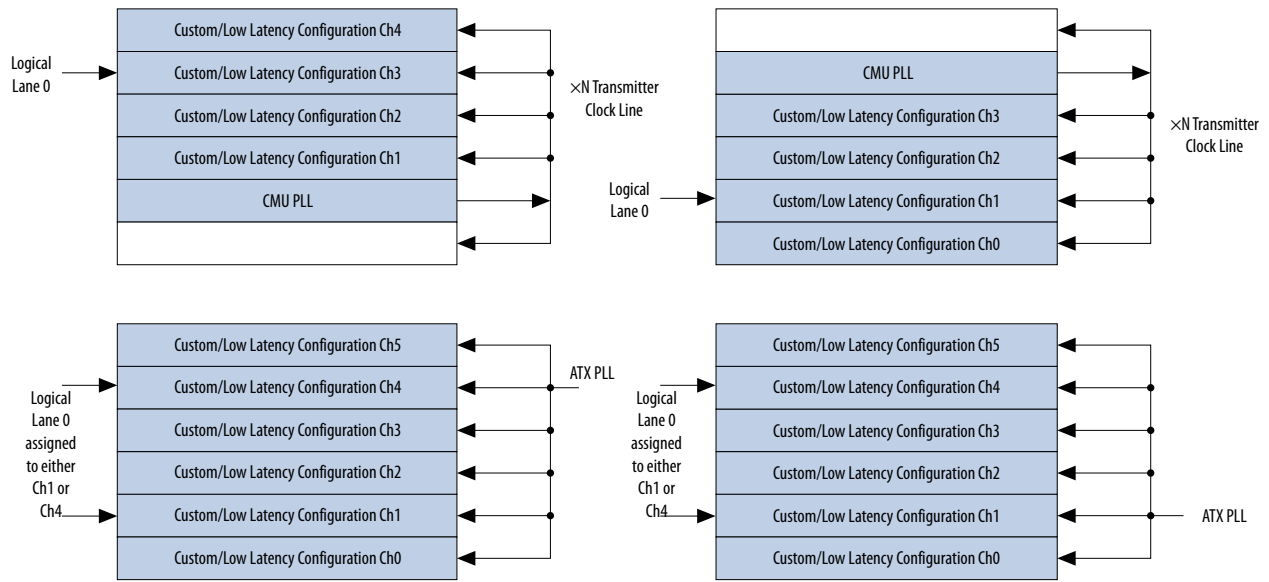 Custom/Low Latency Configuration Ch4
Logical
Lane 0
Custom/Low Latency Configuration Ch3
Custom/Low Latency Configuration Ch2
Custom/Low Latency Configuration Ch1
CMU PLL
×N Transmitter
Clock Line
CMU PLL
Custom/Low Latency Configuration Ch3
Custom/Low Latency Configuration Ch2
Logical
Lane 0
Custom/Low Latency Configuration Ch1
Custom/Low Latency Configuration Ch0
×N Transmitter
Clock Line
Custom/Low Latency Configuration Ch5
Custom/Low Latency Configuration Ch4
Custom/Low Latency Configuration Ch3
Custom/Low Latency Configuration Ch2
Custom/Low Latency Configuration Ch1
Custom/Low Latency Configuration Ch0
Logical
Lane 0
assigned
to either
Ch1 or
Ch4
ATX PLL
Custom/Low Latency Configuration Ch5
Custom/Low Latency Configuration Ch4
Custom/Low Latency Configuration Ch3
Custom/Low Latency Configuration Ch2
Custom/Low Latency Configuration Ch1
Custom/Low Latency Configuration Ch0
Logical
Lane 0
assigned
to either
Ch1 or
Ch4
ATX PLL